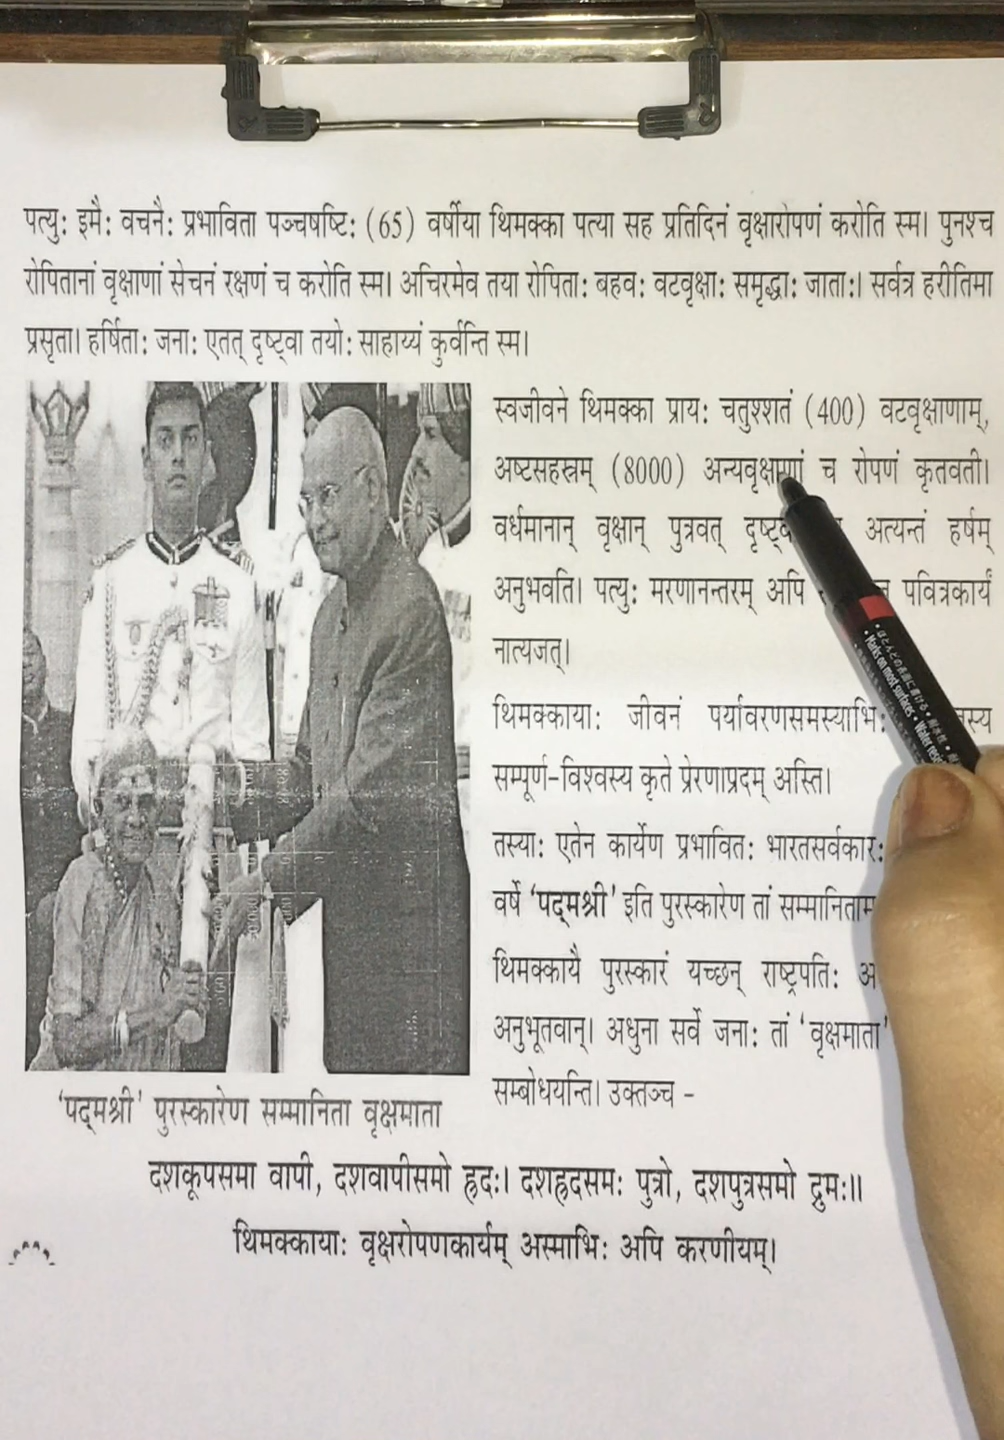 पत्युः इमैः वचनैः प्रभाविता पञ्चषष्टिः (65) वर्षीया थिमक्का पत्या सह प्रतिदिनं वृक्षारोपणं करोति स्म। पुनश्च
रोपितानां वृक्षाणां सेचनं रक्षणं च करोति स्म। अचिरमेव तया रोपिताः बहवः वटवृक्षाः समृद्धाः जाताः। सर्वत्र हरीतिमा
प्रसृता। हर्षिताः जनाः एतत् दृष्ट्वा तयोः साहाय्यं कुर्वन्ति स्म।
स्वजीवने थिमक्का प्रायः चतुश्शतं (400) वटवृक्षाणाम्,
अष्टसहस्रम् (8000) अन्यवृक्षाणां च रोपणं कृतवती।
वर्धमानान् वृक्षान् पुत्रवत् अत्यन्तं हर्षम्
अनुभवति। पत्युः मरणानन्तरम् अपि पवित्रकार्यं
नात्यजत्।
थिमक्कायाः जीवनं पर्यावरणसमस्याभिः
सम्पूर्ण-विश्वस्य कृते प्रेरणाप्रदम् अस्ति।
तस्याः एतेन कार्येण प्रभावितः भारतसर्वकारः
वर्षे 'पद्मश्री' इति पुरस्कारेण तां
थिमक्कायै पुरस्कारं यच्छन् राष्ट्रपतिः
अनुभूतवान्। अधुना सर्वे जनाः तां 'वृक्षमाता'
सम्बोधयन्ति। उक्तञ्च -
'पद्मश्री' पुरस्कारेण सम्मानिता वृक्षमाता
दशकूपसमा वापी, दशवापीसमो ह्रदः। दशह्रदसमः पुत्रो, दशपुत्रसमो द्रुमः॥
थिमक्कायाः वृक्षरोपणकार्यम् अस्माभिः अपि करणीयम्।
Marks on most surfaces